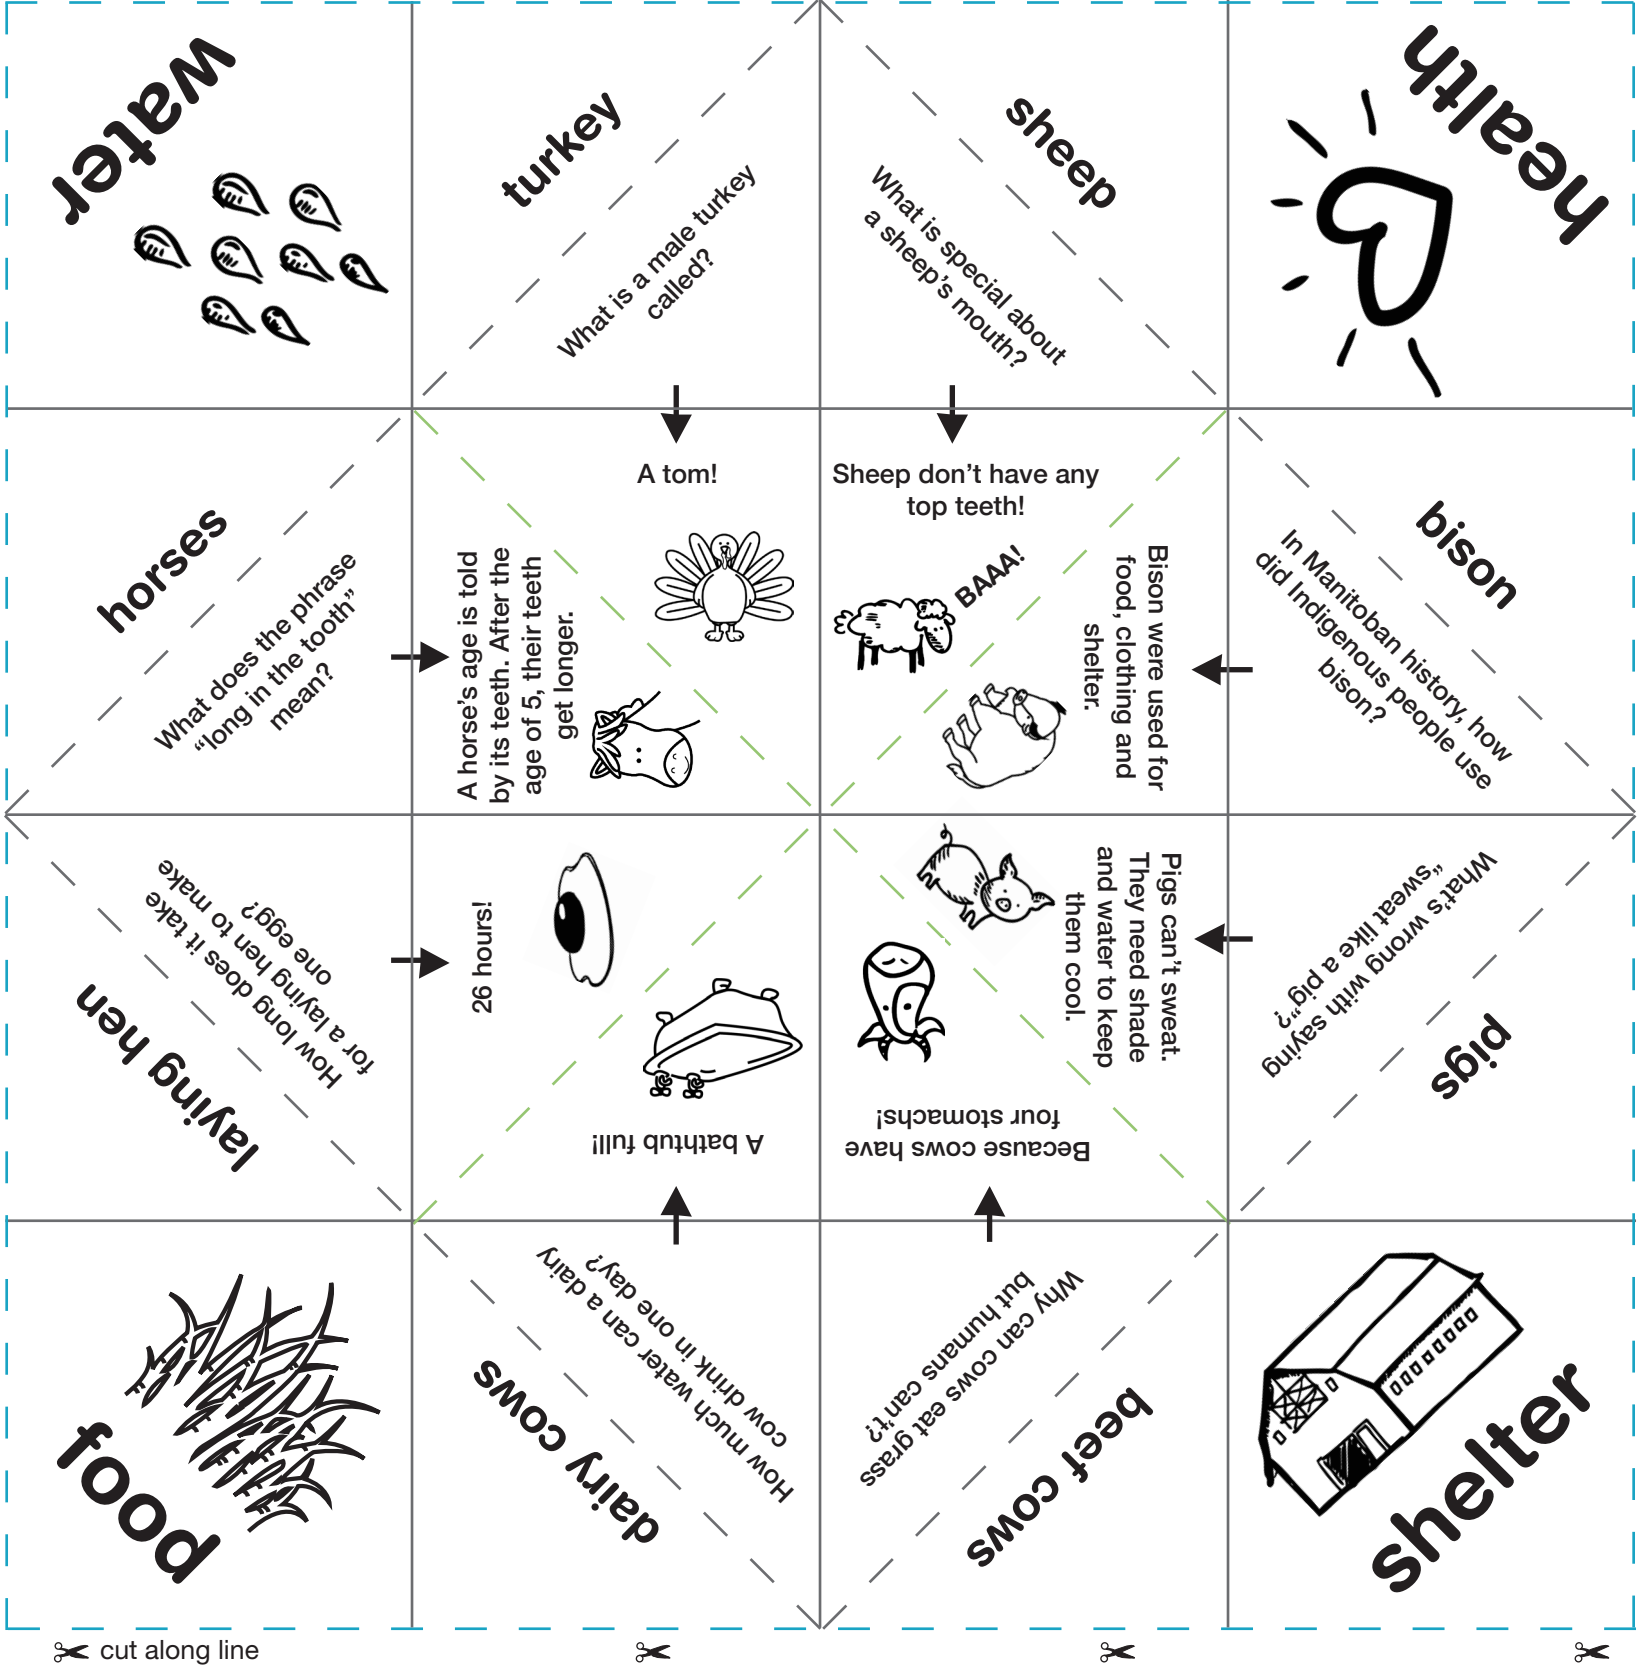 water
turkey
What is a male turkey
called?
sheep
What is special about
a sheep's mouth?
health
horses
What does the phrase
"long in the tooth"
mean?
A tom!
A horse's age is told
by its teeth. After the
age of 5, their teeth
get longer.
Sheep don't have any
top teeth!
BAAA!
Bison were used for
food, clothing and
shelter.
bison
In Manitoban history, how
did Indigenous people use
bison?
laying hen
How long does it take
for a laying hen to make
one egg?
26 hours!
A bathtub full!!
Pigs can't sweat.
They need shade
and water to keep
them cool.
Because cows have
four stomachs!
pigs
What's wrong with saying
"sweat like a pig"?
food
dairy cows
How much water can a dairy
cow drink in one day?
beef cows
Why can cows eat grass
but humans can't?
shelter
cut along line